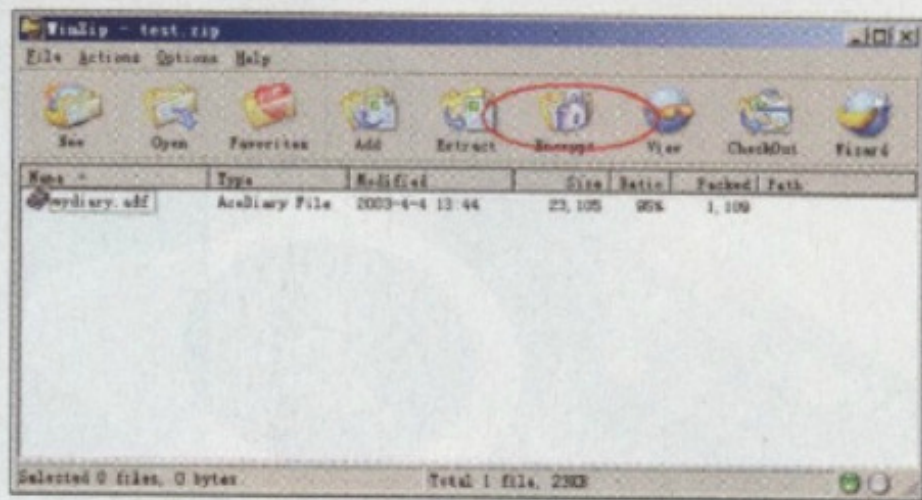 WinZip - test.zip
File Actions Options Help
New Open Favorites Add Extract Encrypt View CheckOut Wizard
Name Type Modified Size Ratio Packed Path
mydiary.adf AceDiary File 2003-4-4 13:44 23,105 95% 1,109
Selected 0 files, 0 bytes Total 1 file, 23KB